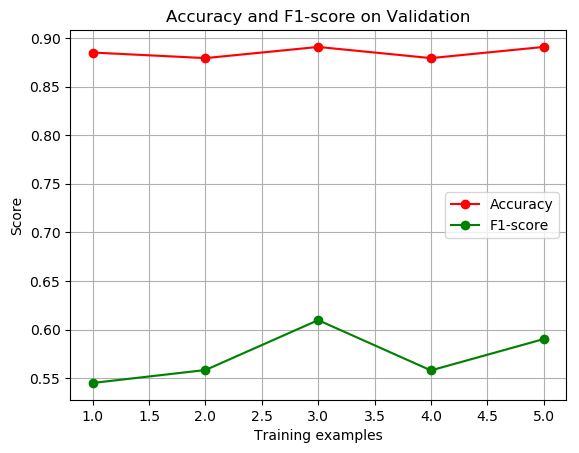 Accuracy and F1-score on Validation
0.90
0.85
0.80
0.75
0.70
0.65
0.60
0.55
Score
Accuracy
F1-score
1.0 1.5 2.0 2.5 3.0 3.5 4.0 4.5 5.0
Training examples